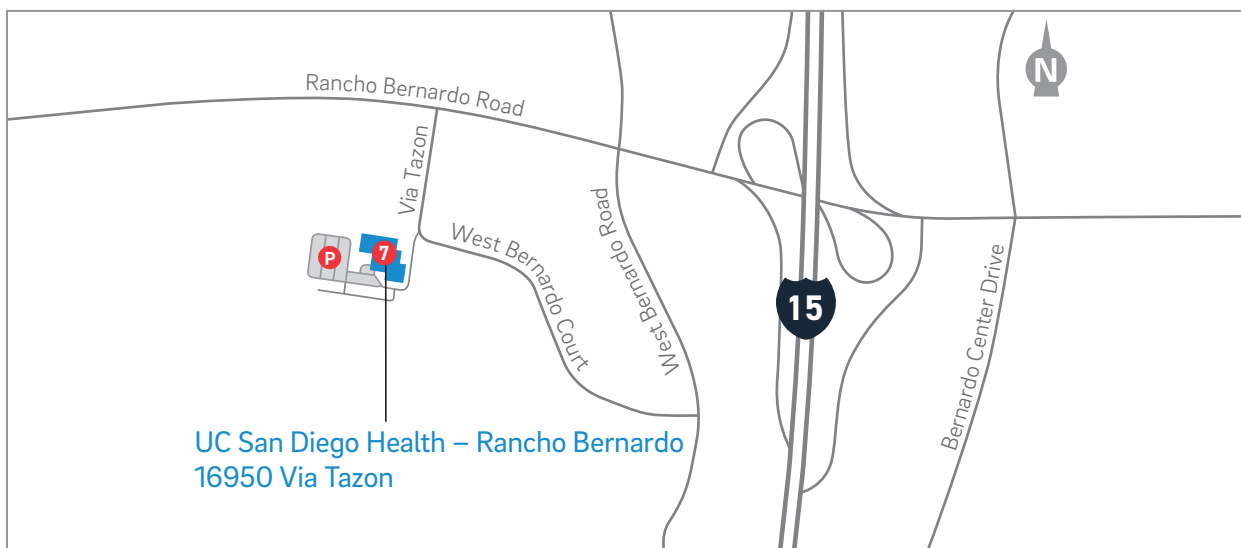 Rancho Bernardo Road
N
Via Tazon
West Bernardo Road
West Bernardo Court
P
7
15
Bernardo Center Drive
UC San Diego Health – Rancho Bernardo
16950 Via Tazon